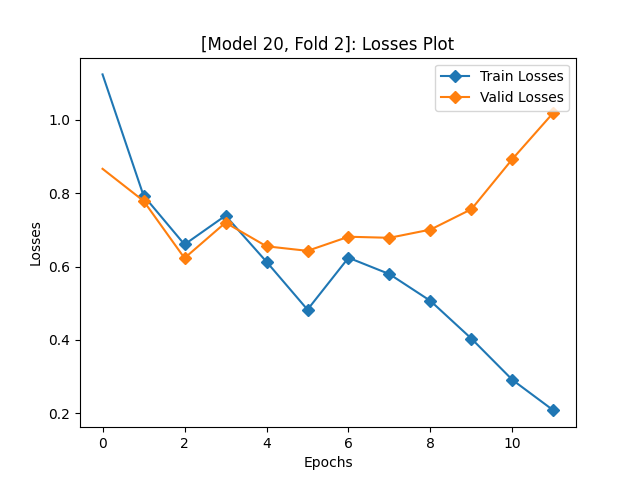 [Model 20, Fold 2]: Losses Plot
Train Losses
Valid Losses
Losses
1.0
0.8
0.6
0.4
0.2
0 2 4 6 8 10
Epochs